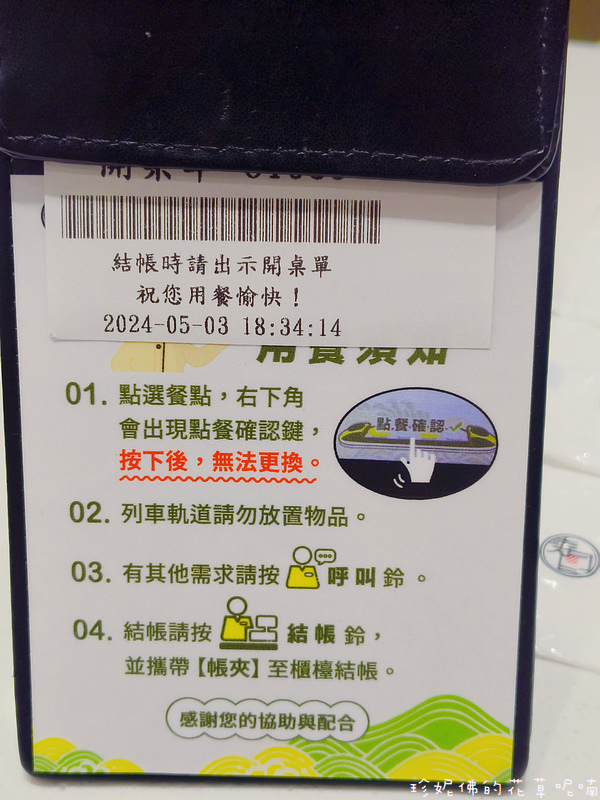 結帳時請出示開桌單
祝您用餐愉快！
2024-05-03 18:34:14
用餐須知
01. 點選餐點，右下角
會出現點餐確認鍵，
按下後，無法更換。
點餐確認
02. 列車軌道請勿放置物品。
03. 有其他需求請按 呼叫鈴。
04. 結帳請按 結帳鈴，
並攜帶【帳夾】至櫃檯結帳。
感謝您的協助與配合
珍妮佛的花草呢喃